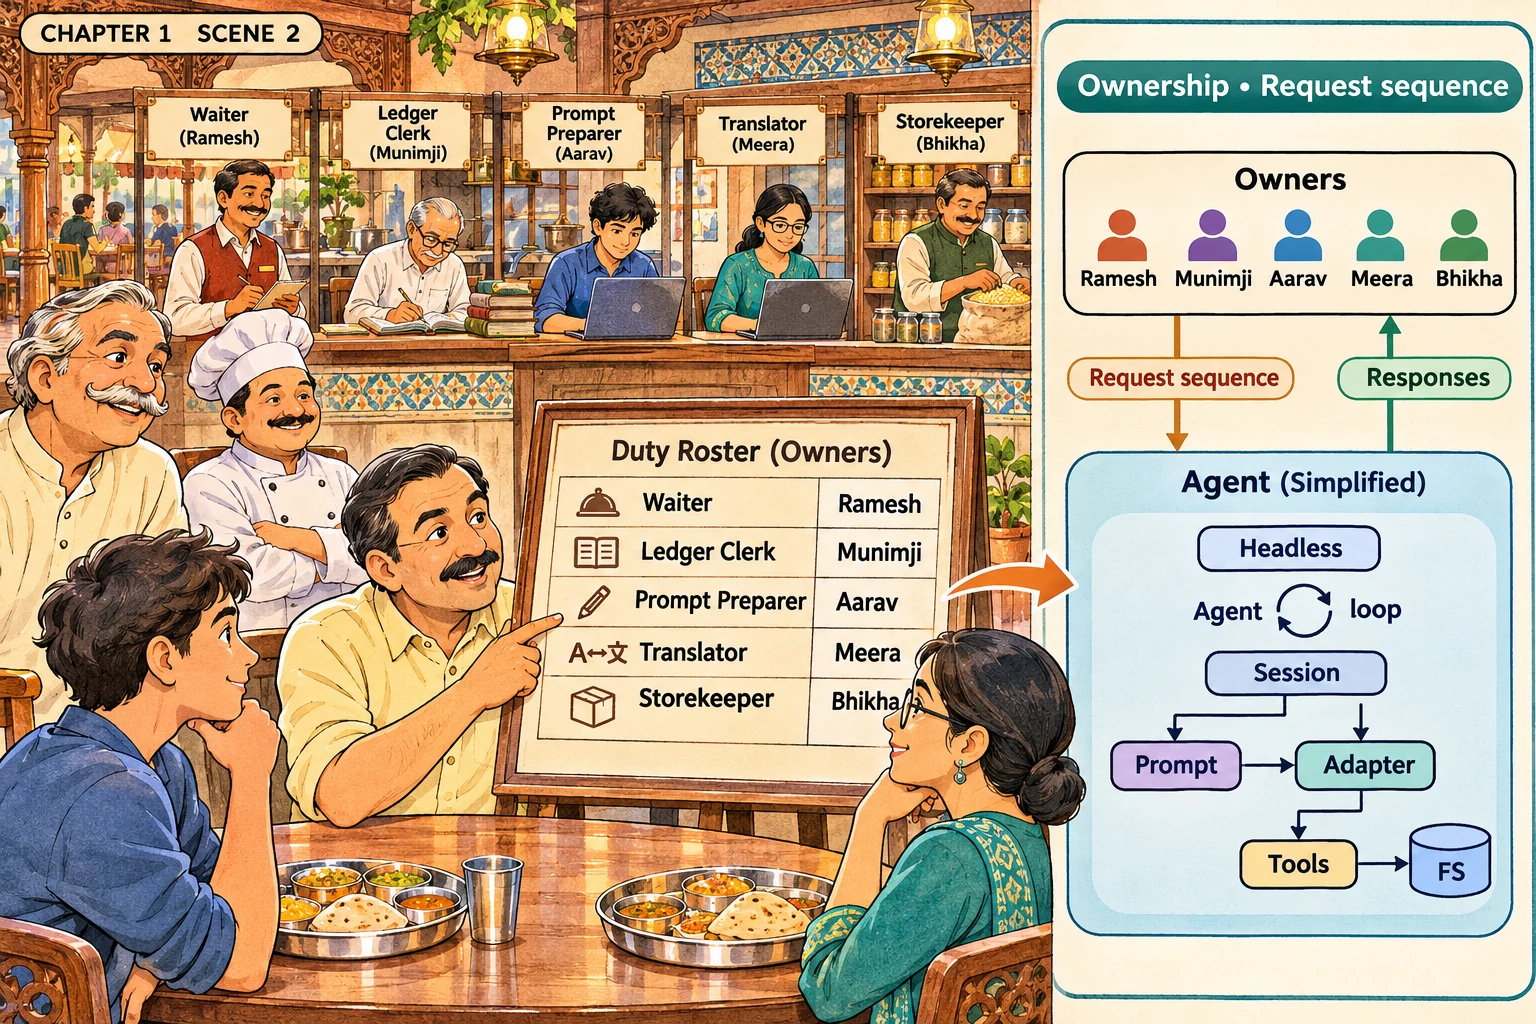 CHAPTER 1 SCENE 2
Waiter
(Ramesh)
Ledger
Clerk
(Munimji)
Prompt
Preparer
(Aarav)
Translator
(Meera)
Storekeeper
(Bhikha)
Duty Roster (Owners)
Waiter Ramesh
Ledger Clerk Munimji
Prompt Preparer Aarav
A↔文 Translator Meera
Storekeeper Bhikha
Ownership • Request sequence
Owners
Ramesh Munimji Aarav Meera Bhikha
Request sequence Responses
Agent (Simplified)
Headless
Agent loop
Session
Prompt Adapter
Tools FS